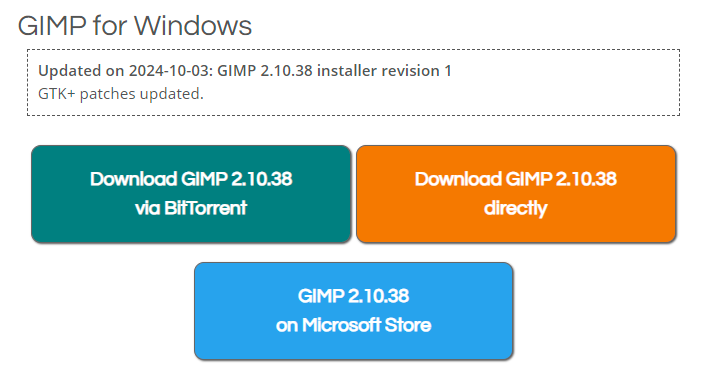 GIMP for Windows
Updated on 2024-10-03: GIMP 2.10.38 installer revision 1
GTK+ patches updated.
Download GIMP 2.10.38
via BitTorrent
Download GIMP 2.10.38
directly
GIMP 2.10.38
on Microsoft Store